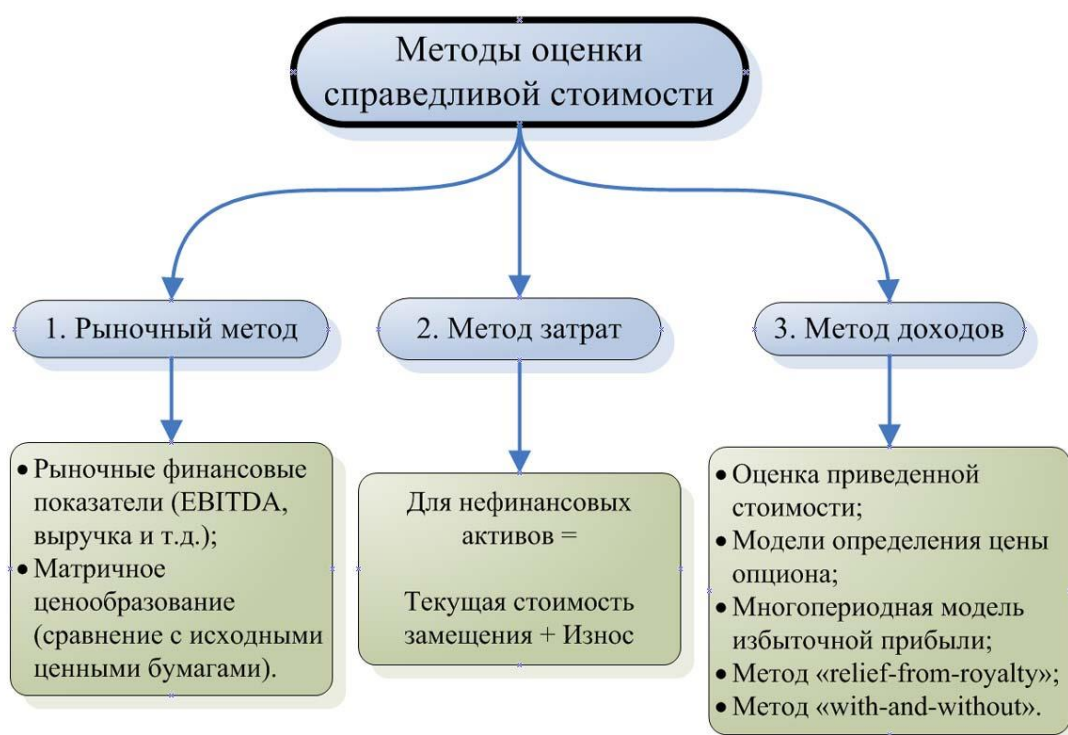 Методы оценки
справедливой стоимости
1. Рыночный метод
2. Метод затрат
3. Метод доходов
• Рыночные финансовые
показатели (EBITDA,
выручка и т.д.);
• Матричное
ценообразование
(сравнение с исходными
ценными бумагами).
Для нефинансовых
активов =
Текущая стоимость
замещения + Износ
• Оценка приведенной
стоимости;
• Модели определения цены
опциона;
• Многопериодная модель
избыточной прибыли;
• Метод «relief-from-royalty»;
• Метод «with-and-without».